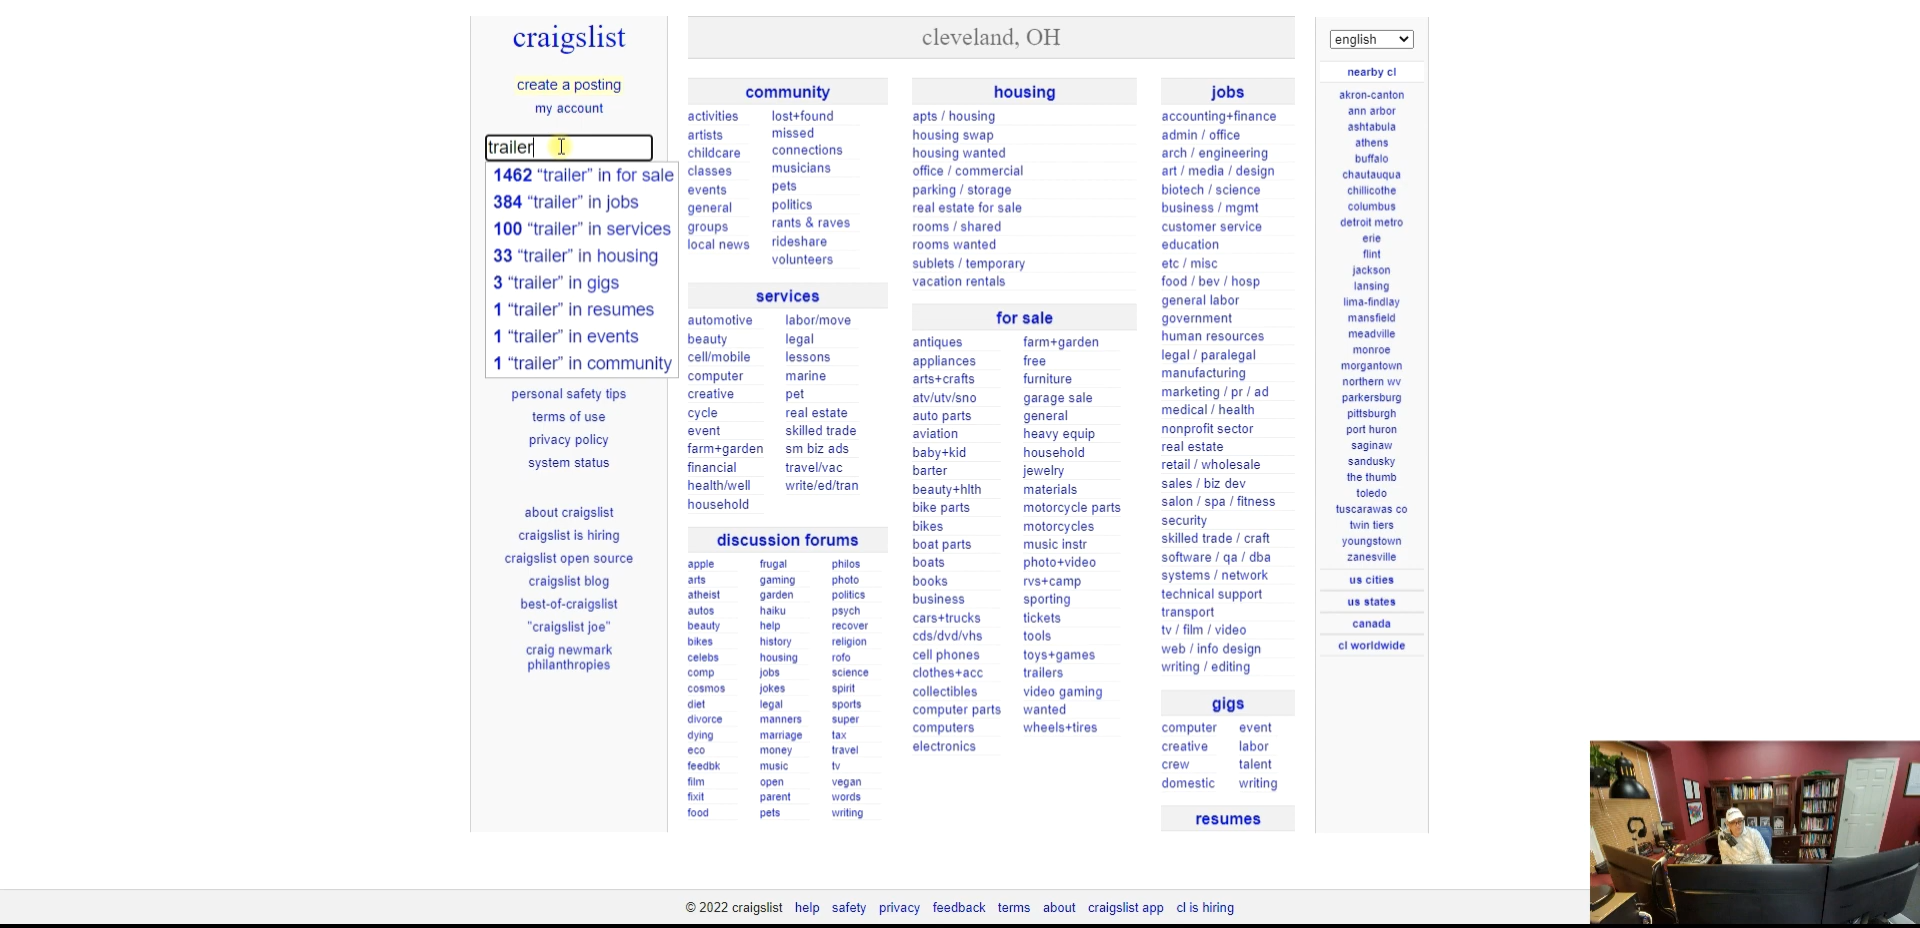 craigslist
create a posting
my account
trailer
1462 “trailer” in for sale
384 “trailer” in jobs
100 “trailer” in services
33 “trailer” in housing
3 “trailer” in gigs
1 “trailer” in resumes
1 “trailer” in events
1 “trailer” in community
personal safety tips
terms of use
privacy policy
system status
about craigslist
craigslist is hiring
craigslist open source
craigslist blog
best-of-craigslist
"craigslist joe"
craig newmark
philanthropies
cleveland, OH
community
activities
artists
childcare
classes
events
general
groups
local news
lost+found
missed
connections
musicians
pets
politics
rants & raves
rideshare
volunteers
services
automotive
beauty
cell/mobile
computer
creative
cycle
event
farm+garden
financial
health/well
household
labor/move
legal
lessons
marine
pet
real estate
skilled trade
sm biz ads
travel/vac
write/ed/tran
discussion forums
apple
arts
atheist
autos
beauty
bikes
celebs
comp
cosmos
diet
divorce
dying
eco
feedbk
film
fixit
food
frugal
gaming
garden
haiku
help
history
housing
jobs
jokes
legal
manners
marriage
money
music
open
parent
pets
philos
photo
politics
psych
recover
religion
rofo
science
spirit
sports
super
tax
travel
tv
vegan
words
writing
housing
apts / housing
housing swap
housing wanted
office / commercial
parking / storage
real estate for sale
rooms / shared
rooms wanted
sublets / temporary
vacation rentals
for sale
antiques
appliances
arts+crafts
atv/utv/sno
auto parts
aviation
baby+kid
barter
beauty+hlth
bike parts
bikes
boat parts
boats
books
business
cars+trucks
cds/dvd/vhs
cell phones
clothes+acc
collectibles
computer parts
computers
electronics
farm+garden
free
furniture
garage sale
general
heavy equip
household
jewelry
materials
motorcycle parts
motorcycles
music instr
photo+video
rvs+camp
sporting
tickets
tools
toys+games
trailers
video gaming
wanted
wheels+tires
jobs
accounting+finance
admin / office
arch / engineering
art / media / design
biotech / science
business / mgmt
customer service
education
etc / misc
food / bev / hosp
general labor
government
human resources
legal / paralegal
manufacturing
marketing / pr / ad
medical / health
nonprofit sector
real estate
retail / wholesale
sales / biz dev
salon / spa / fitness
security
skilled trade / craft
software / qa / dba
systems / network
technical support
transport
tv / film / video
web / info design
writing / editing
gigs
computer
creative
crew
domestic
event
labor
talent
writing
resumes
english
nearby cl
akron-canton
ann arbor
ashtabula
athens
buffalo
chautauqua
chillicothe
columbus
detroit metro
erie
flint
jackson
lansing
lima-findlay
mansfield
meadville
monroe
morgantown
northern wv
parkersburg
pittsburgh
port huron
saginaw
sandusky
the thumb
toledo
tuscarawas co
twin tiers
youngstown
zanesville
us cities
us states
canada
cl worldwide
© 2022 craigslist help safety privacy feedback terms about craigslist app cl is hiring